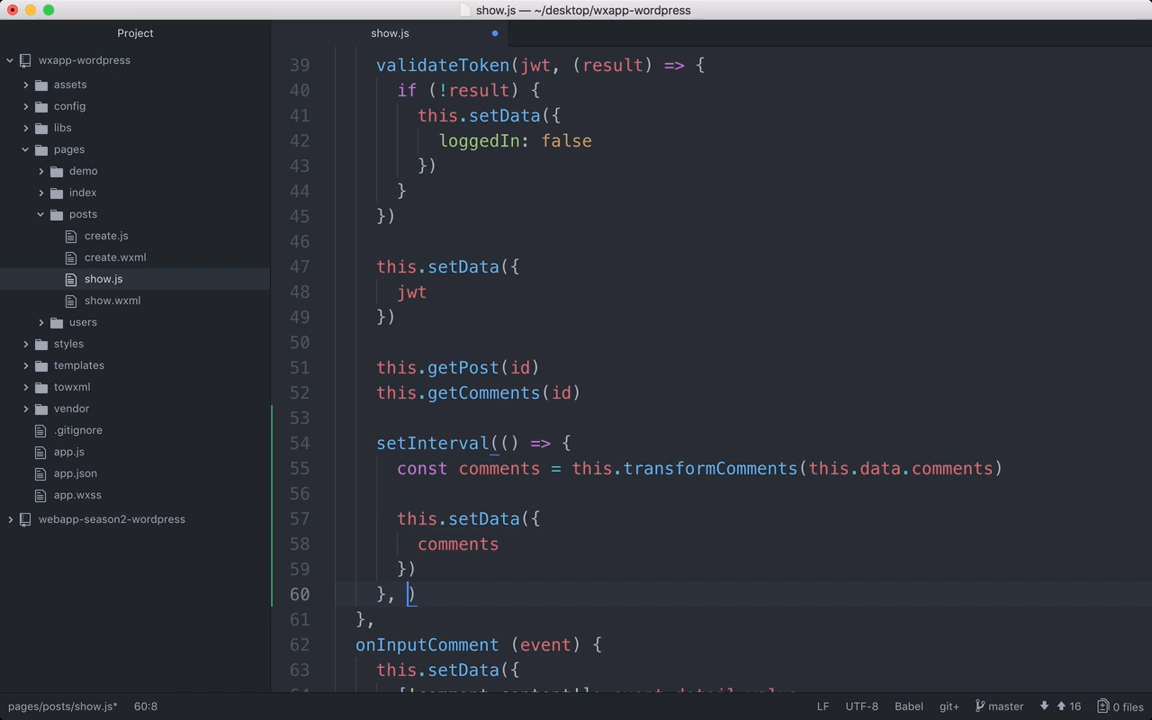 show.js — ~/desktop/wxapp-wordpress
Project
wxapp-wordpress
assets
config
libs
pages
demo
index
posts
create.js
create.wxml
show.js
show.wxml
users
styles
templates
towxml
vendor
.gitignore
app.js
app.json
app.wxss
webapp-season2-wordpress
show.js
39 validateToken(jwt, (result) => {
40 if (!result) {
41 this.setData({
42 loggedIn: false
43 })
44 }
45 })
46
47 this.setData({
48 jwt
49 })
50
51 this.getPost(id)
52 this.getComments(id)
53
54 setInterval(() => {
55 const comments = this.transformComments(this.data.comments)
56
57 this.setData({
58 comments
59 })
60 }, )
61 },
62 onInputComment (event) {
63 this.setData({
pages/posts/show.js* 60:8 LF UTF-8 Babel git+ master 16 0 files